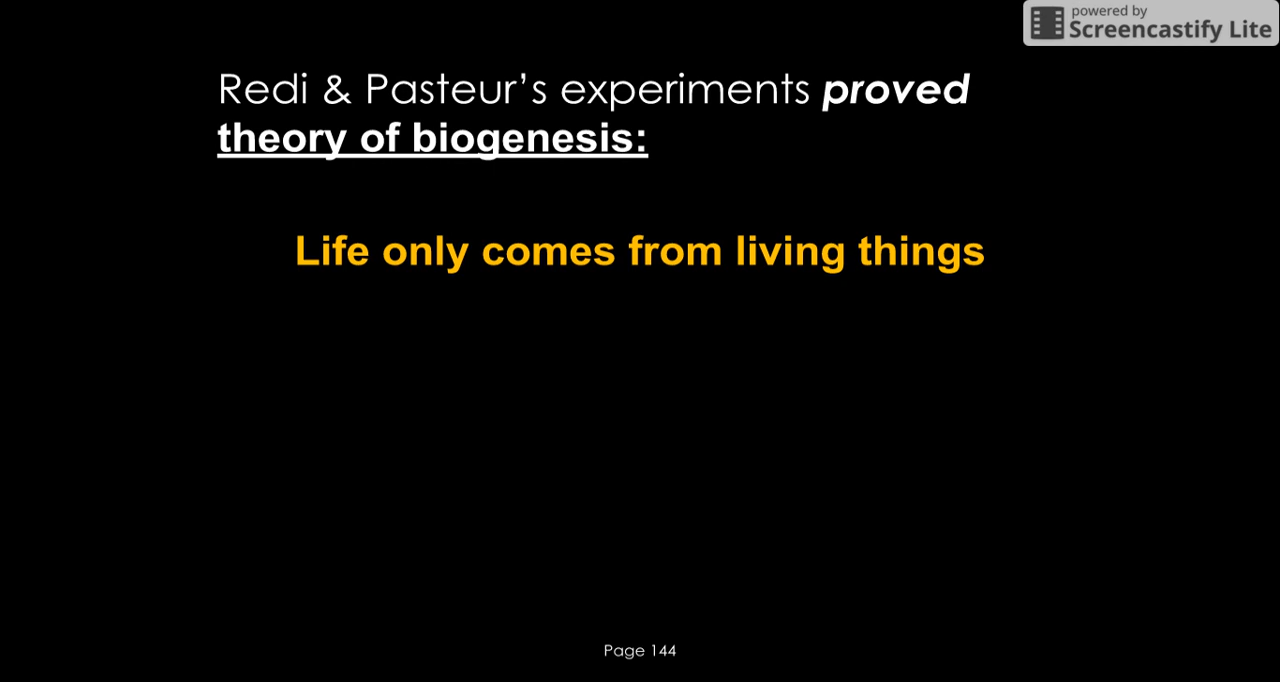 powered by
Screencastify Lite
Redi & Pasteur’s experiments proved
theory of biogenesis:
Life only comes from living things
Page 144